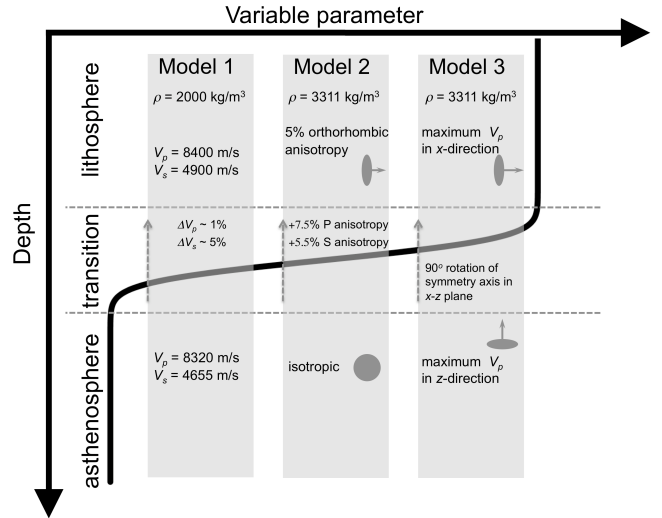 Variable parameter
Depth
lithosphere
transition
asthenosphere
Model 1
ρ = 2000 kg/m³
Vₚ = 8400 m/s
Vₛ = 4900 m/s
ΔVₚ ~ 1%
ΔVₛ ~ 5%
Vₚ = 8320 m/s
Vₛ = 4655 m/s
Model 2
ρ = 3311 kg/m³
5% orthorhombic
anisotropy
+7.5% P anisotropy
+5.5% S anisotropy
isotropic
Model 3
ρ = 3311 kg/m³
maximum Vₚ
in x-direction
90º rotation of
symmetry axis in
x-z plane
maximum Vₚ
in z-direction